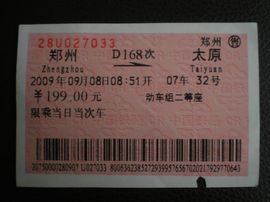 28U027033 郑州 售
郑州 D168次 太原
Zhengzhou Taiyuan
2009年09月08日08:51开 07车 32号
￥199.00元 动车组二等座
限乘当日当次车